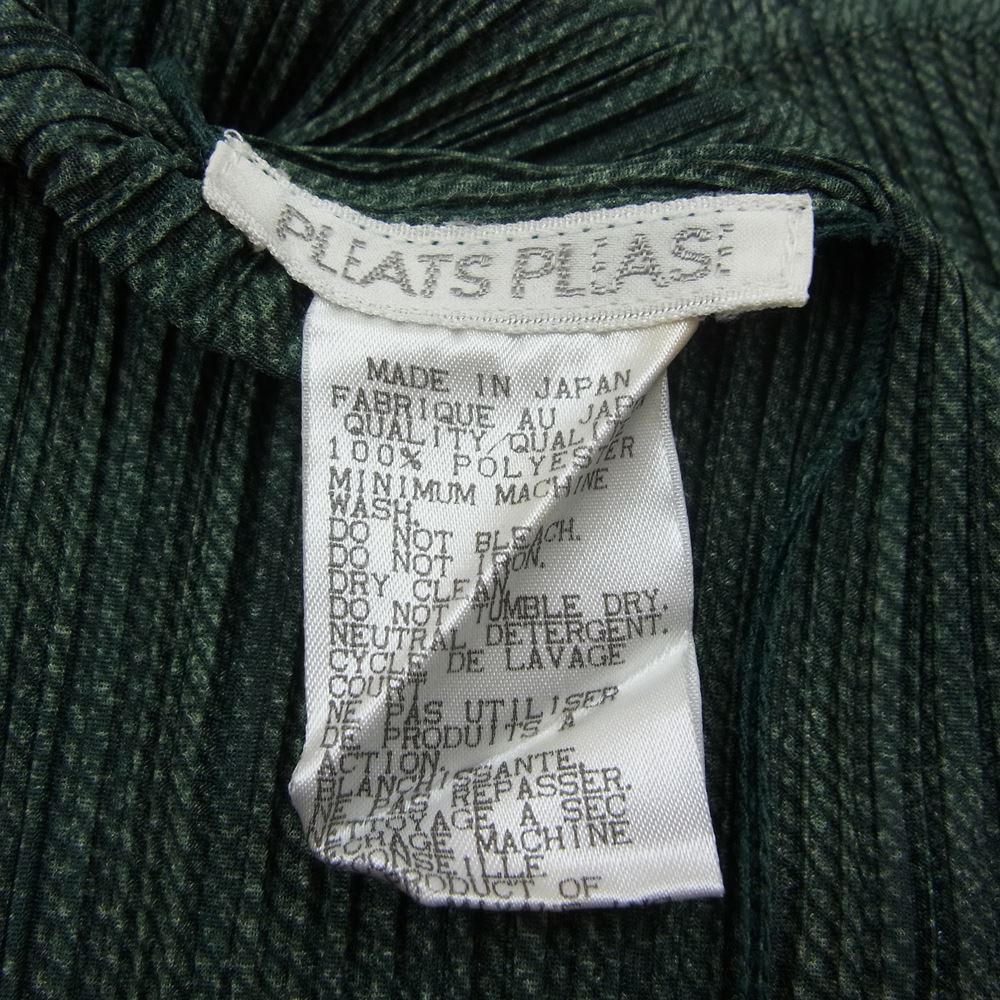 PLEATS PLEASE
MADE IN JAPAN
FABRIQUE AU JAP
QUALITY/QUAL
100% POLYESTER
MINIMUM MACHINE
WASH.
DO NOT BLEACH.
DO NOT IRON.
DRY CLEAN
DO NOT TUMBLE DRY.
NEUTRAL DETERGENT.
CYCLE DE LAVAGE
COURT
NE PAS UTILISER
DE PRODUITS A
ACTION
BLANCHISSANTE.
NE PAS REPASSER.
NETTOYAGE A SEC
SECHAGE MACHINE
CONSEILLE
PRODUCT OF